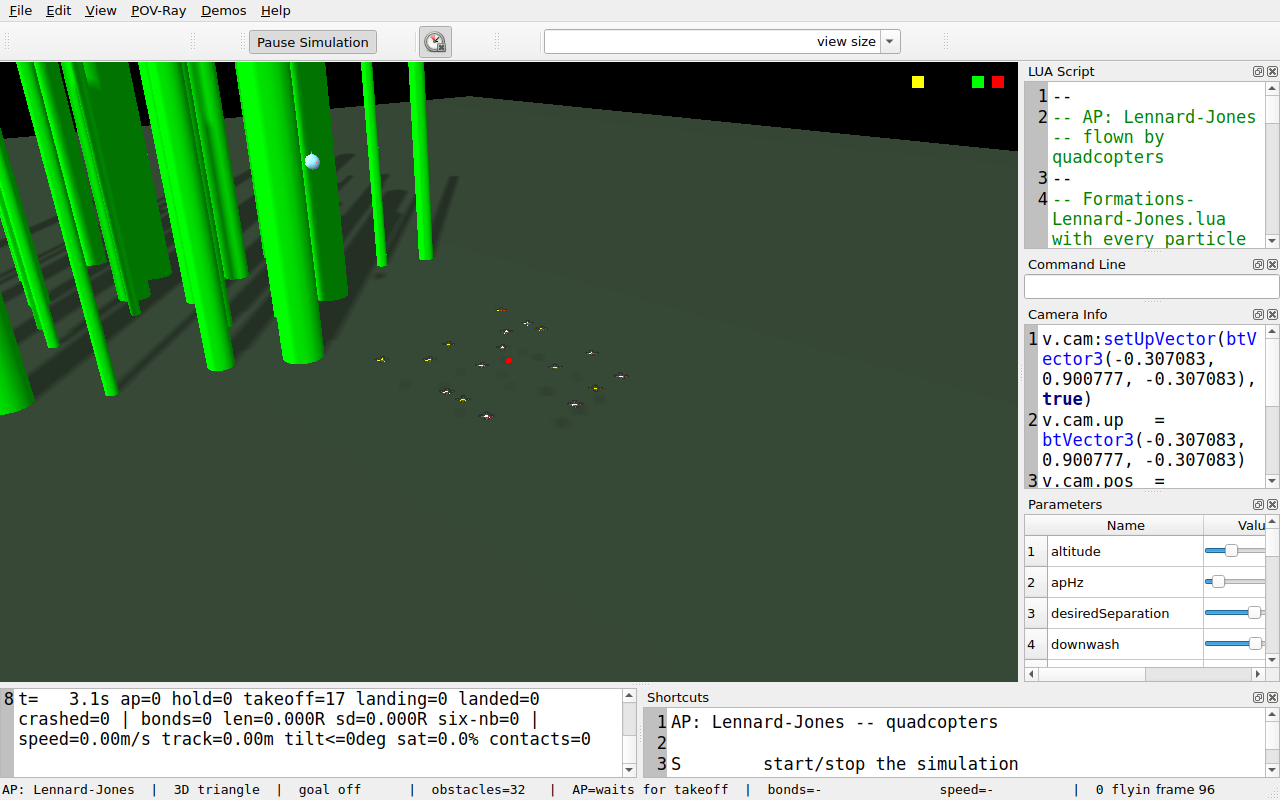 File Edit View POV-Ray Demos Help
Pause Simulation
view size
LUA Script
1 --
2 -- AP: Lennard-Jones
-- flown by
quadcopters
3 --
4 -- Formations-
Lennard-Jones.lua
with every particle
Command Line
Camera Info
1 v.cam:setUpVector(btV
ector3(-0.307083,
0.900777, -0.307083),
true)
2 v.cam.up =
btVector3(-0.307083,
0.900777, -0.307083)
3 v.cam.pos =
Parameters
Name Valu
1 altitude
2 apHz
3 desiredSeparation
4 downwash
8 t= 3.1s ap=0 hold=0 takeoff=17 landing=0 landed=0
crashed=0 | bonds=0 len=0.000R sd=0.000R six-nb=0 |
speed=0.00m/s track=0.00m tilt<=0deg sat=0.0% contacts=0
Shortcuts
1 AP: Lennard-Jones -- quadcopters
2
3 S start/stop the simulation
AP: Lennard-Jones | 3D triangle | goal off | obstacles=32 | AP=waits for takeoff | bonds=- speed=- | 0 flyin frame 96